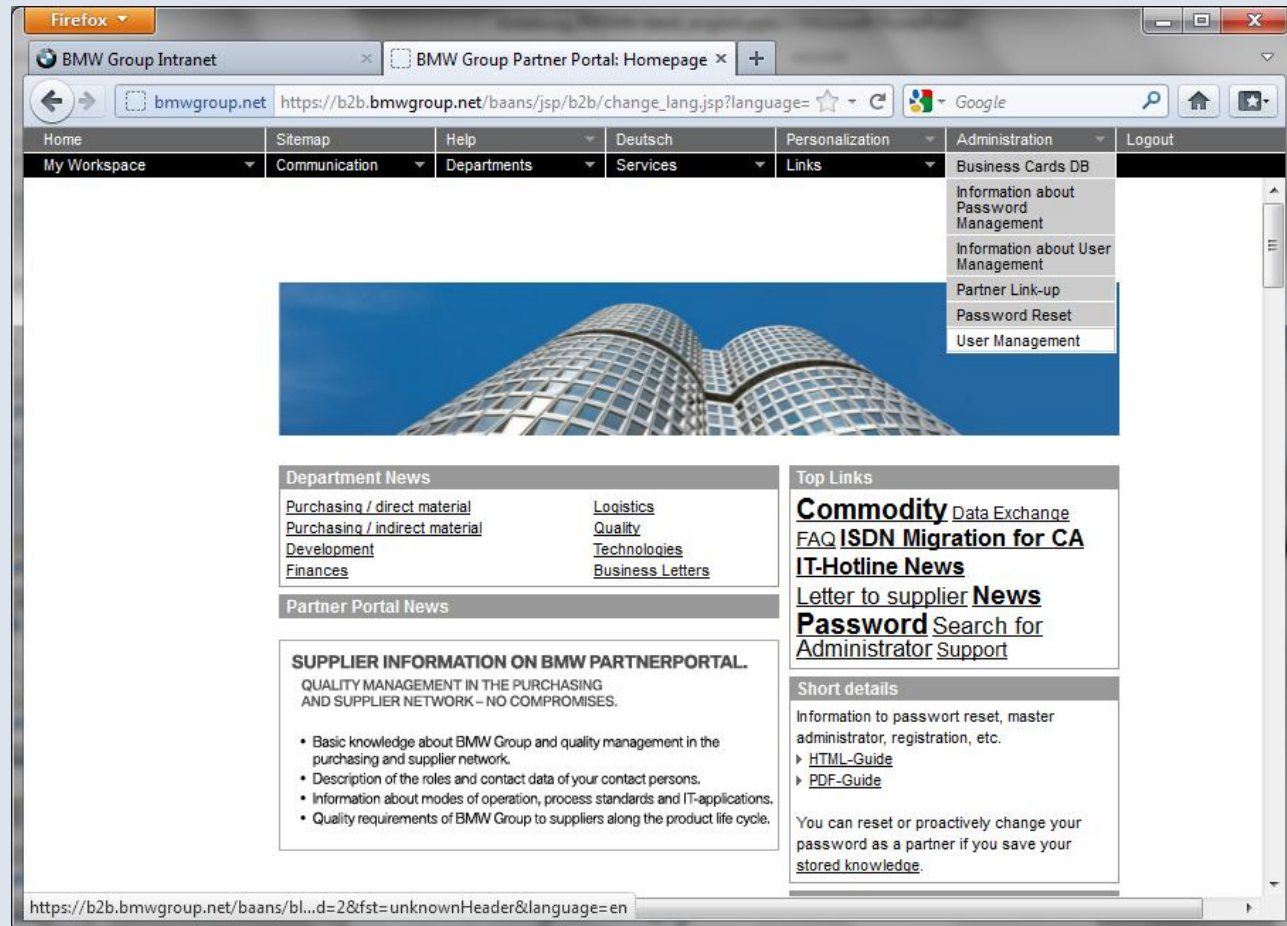 Firefox
BMW Group Intranet
BMW Group Partner Portal: Homepage
bmwgroup.net https://b2b.bmwgroup.net/baans/jsp/b2b/change_lang.jsp?language=
Google
Home Sitemap Help Deutsch Personalization Administration Logout
My Workspace Communication Departments Services Links
Business Cards DB
Information about
Password
Management
Information about User
Management
Partner Link-up
Password Reset
User Management
Department News
Purchasing / direct material
Purchasing / indirect material
Development
Finances
Logistics
Quality
Technologies
Business Letters
Partner Portal News
SUPPLIER INFORMATION ON BMW PARTNERPORTAL.
QUALITY MANAGEMENT IN THE PURCHASING
AND SUPPLIER NETWORK – NO COMPROMISES.
• Basic knowledge about BMW Group and quality management in the
purchasing and supplier network.
• Description of the roles and contact data of your contact persons.
• Information about modes of operation, process standards and IT-applications.
• Quality requirements of BMW Group to suppliers along the product life cycle.
Top Links
Commodity Data Exchange
FAQ ISDN Migration for CA
IT-Hotline News
Letter to supplier News
Password Search for
Administrator Support
Short details
Information to passwort reset, master
administrator, registration, etc.
HTML-Guide
PDF-Guide
You can reset or proactively change your
password as a partner if you save your
stored knowledge.
https://b2b.bmwgroup.net/baans/bl...d=2&fst=unknownHeader&language=en